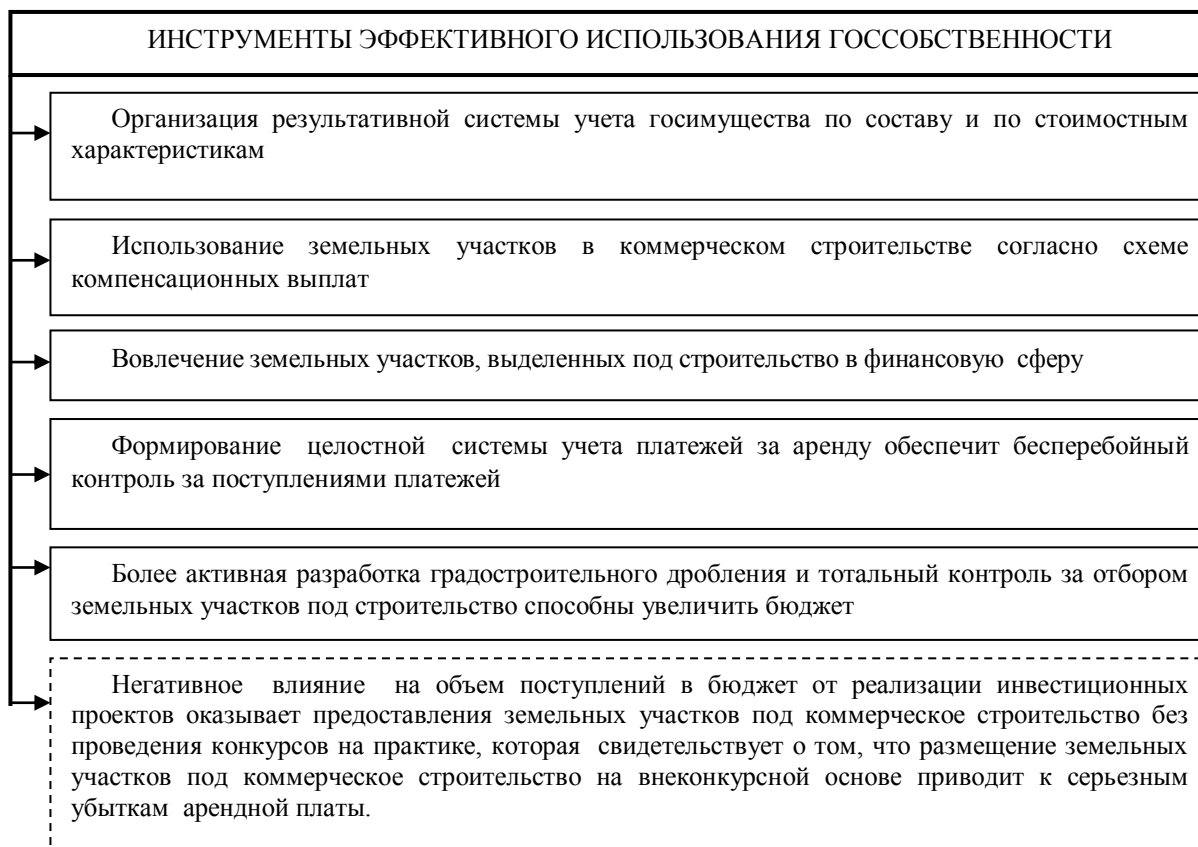 ИНСТРУМЕНТЫ ЭФФЕКТИВНОГО ИСПОЛЬЗОВАНИЯ ГОССОБСТВЕННОСТИ
Организация результативной системы учета госимущества по составу и по стоимостным
характеристикам
Использование земельных участков в коммерческом строительстве согласно схеме
компенсационных выплат
Вовлечение земельных участков, выделенных под строительство в финансовую сферу
Формирование целостной системы учета платежей за аренду обеспечит бесперебойный
контроль за поступлениями платежей
Более активная разработка градостроительного дробления и тотальный контроль за отбором
земельных участков под строительство способны увеличить бюджет
Негативное влияние на объем поступлений в бюджет от реализации инвестиционных
проектов оказывает предоставления земельных участков под коммерческое строительство без
проведения конкурсов на практике, которая свидетельствует о том, что размещение земельных
участков под коммерческое строительство на внеконкурсной основе приводит к серьезным
убыткам арендной платы.